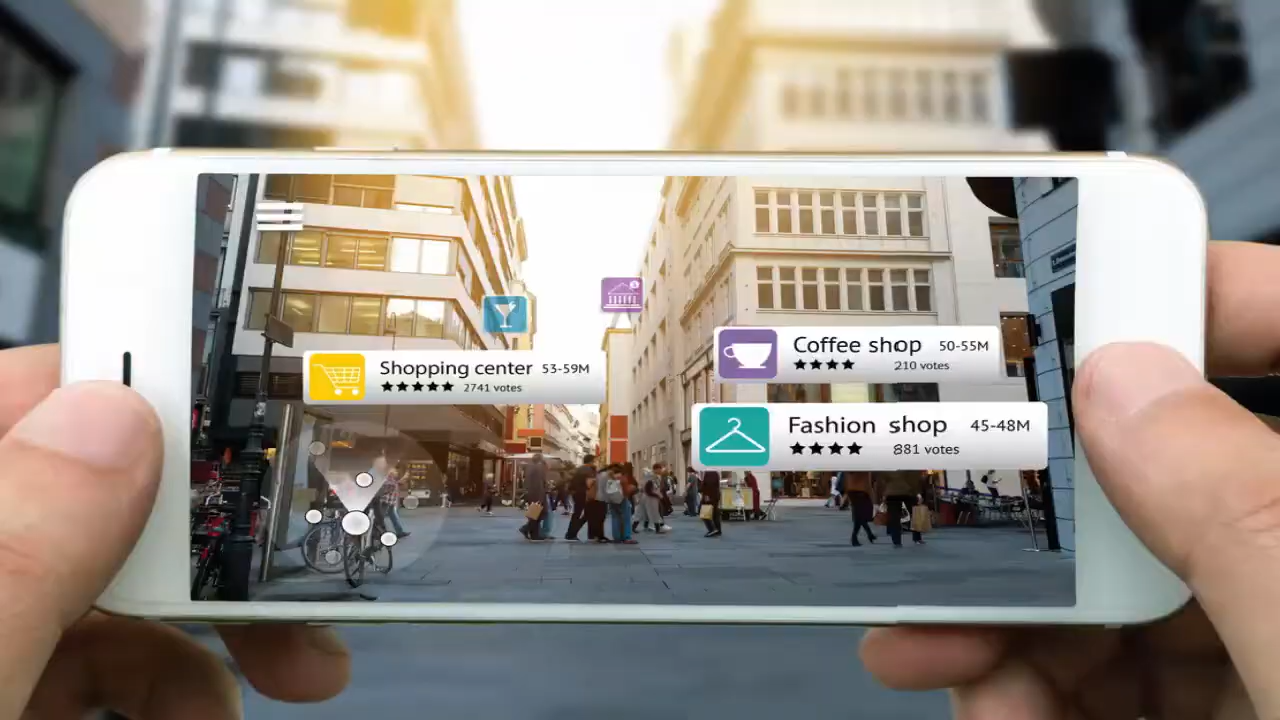 Shopping center 53-59M
★★★★★ 2741 votes
Coffee shop 50-55M
★★★★ 210 votes
Fashion shop 45-48M
★★★★ 881 votes